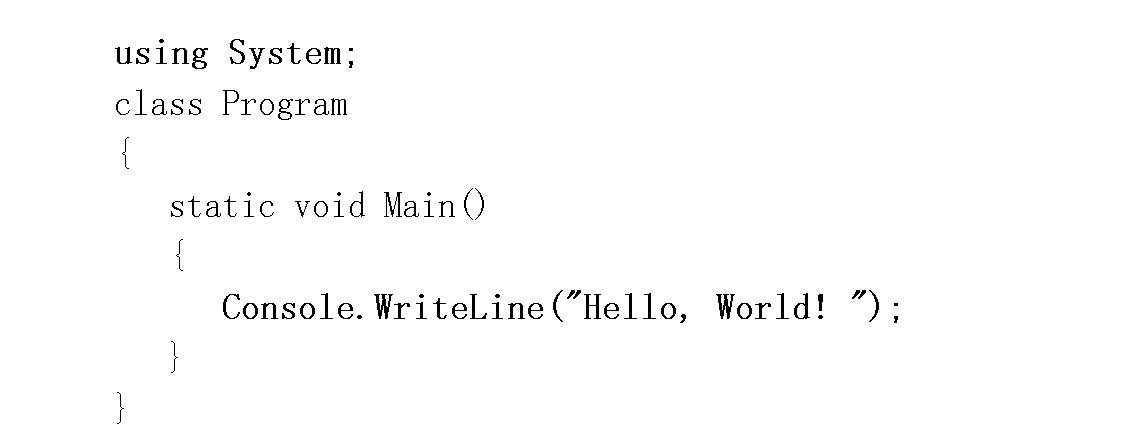 using System;
class Program
{
   static void Main()
   {
      Console.WriteLine("Hello, World! ");
   }
}